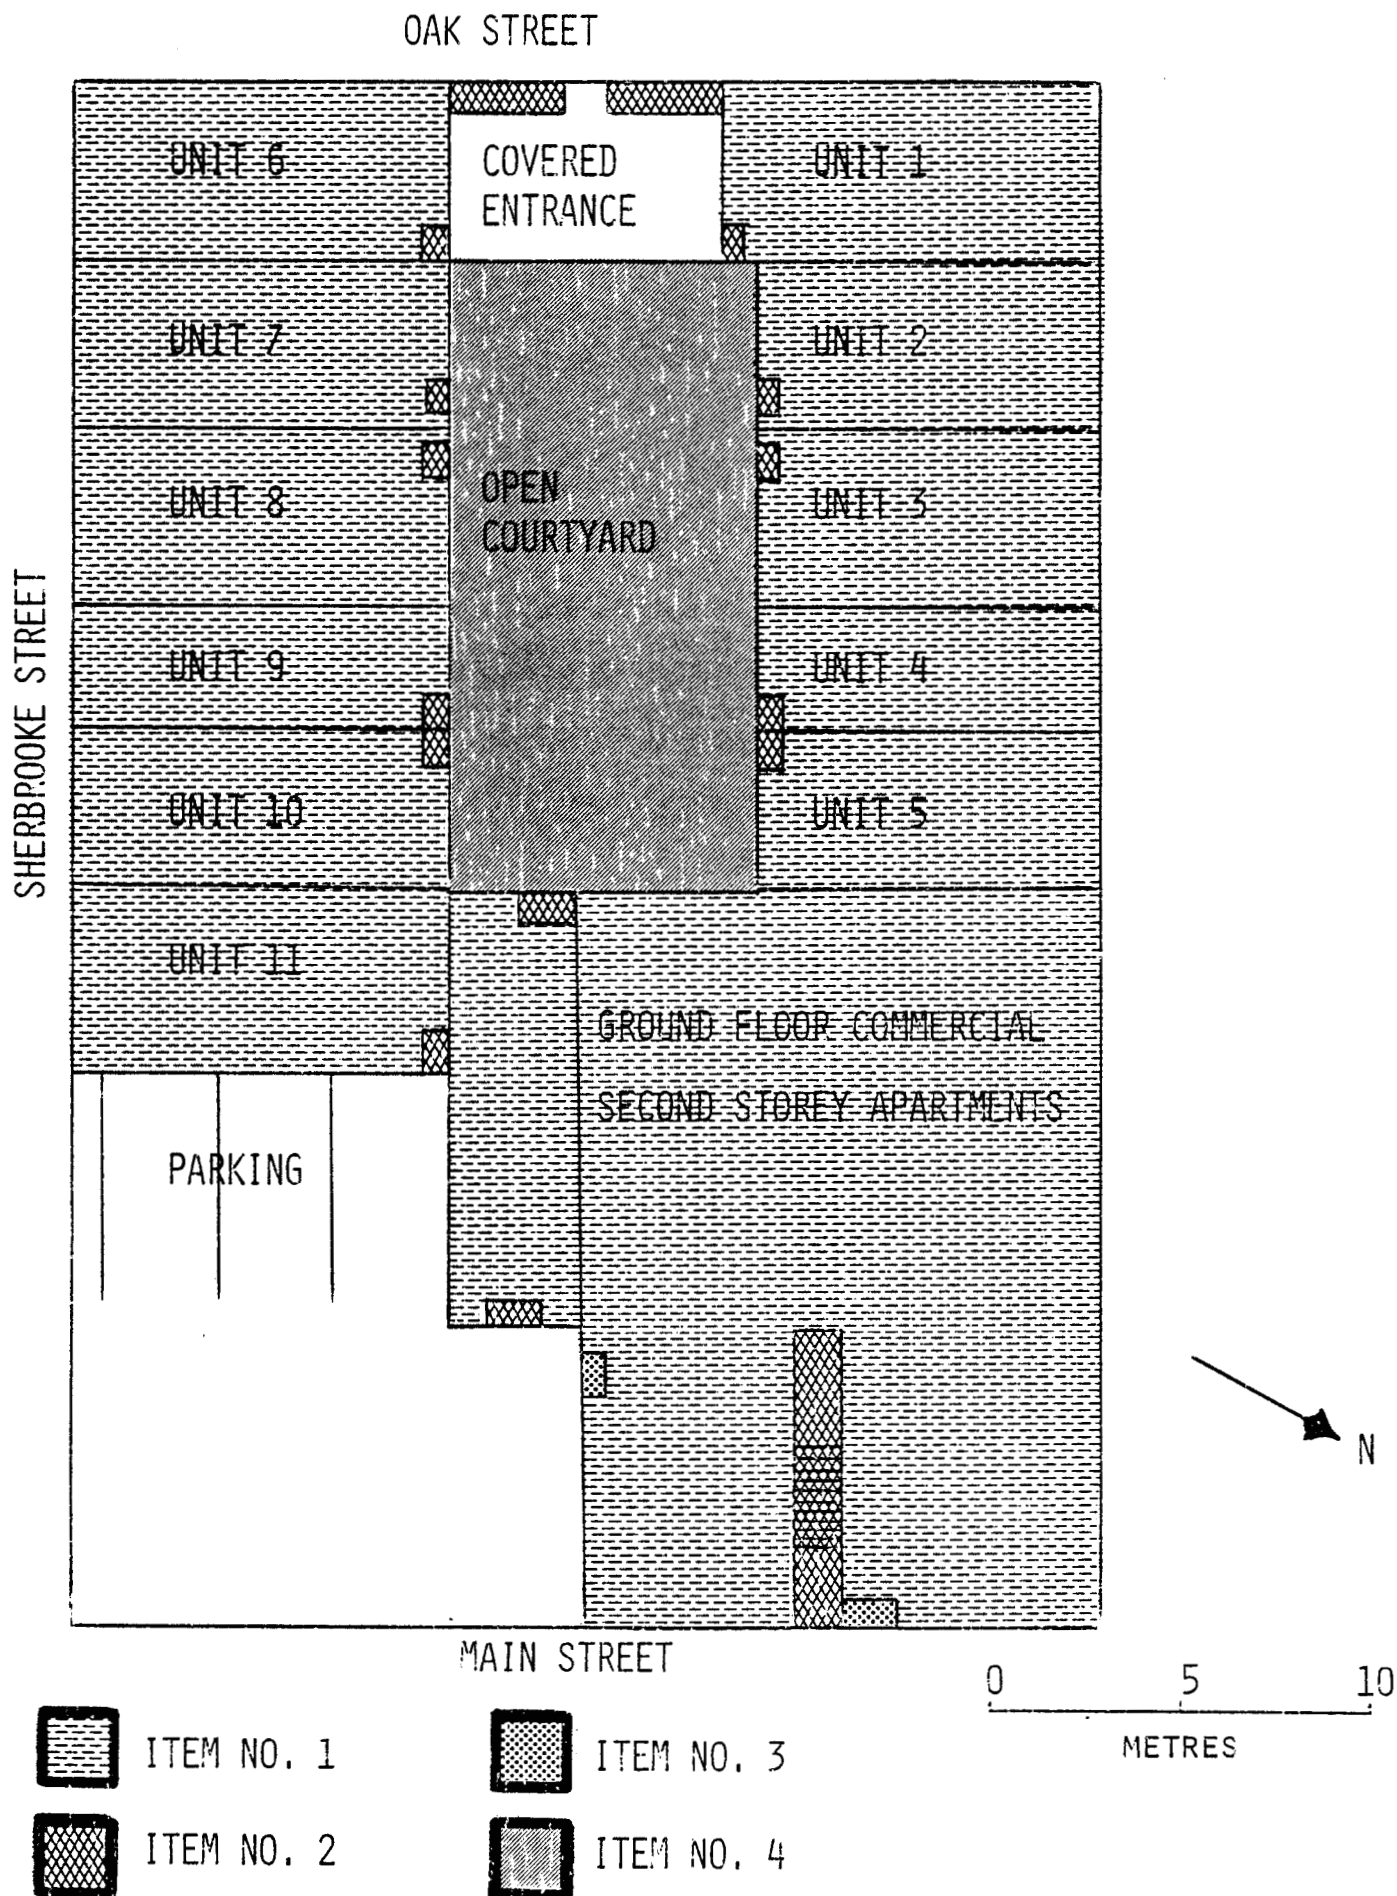 OAK STREET
UNIT 6
COVERED
ENTRANCE
UNIT 1
UNIT 7
UNIT 2
UNIT 8
OPEN
COURTYARD
UNIT 3
SHERBROOKE STREET
UNIT 9
UNIT 4
UNIT 10
UNIT 5
UNIT 11
GROUND FLOOR COMMERCIAL
SECOND STOREY APARTMENTS
PARKING
N
MAIN STREET
0 5 10
METRES
ITEM NO. 1
ITEM NO. 3
ITEM NO. 2
ITEM NO. 4